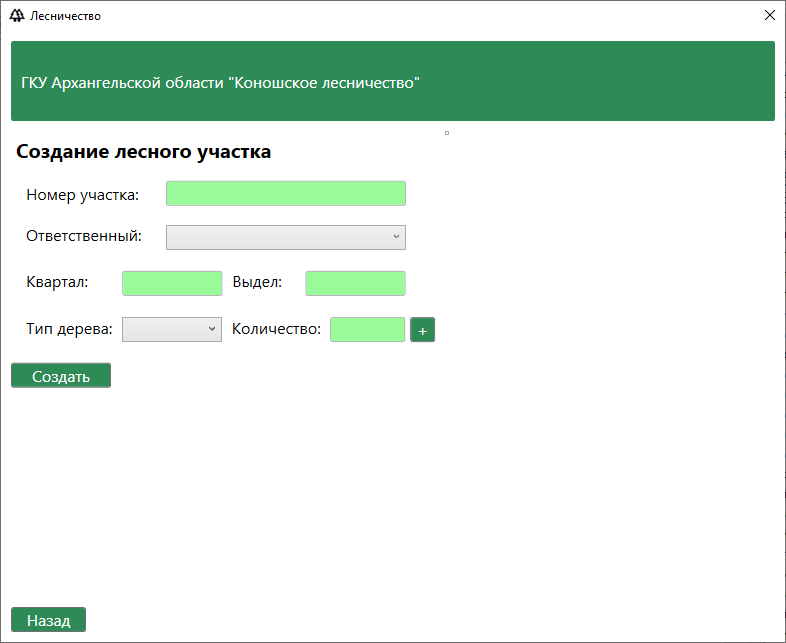 Лесничество
ГКУ Архангельской области "Коношское лесничество"
Создание лесного участка
Номер участка:
Ответственный:
Квартал: Выдел:
Тип дерева: Количество: +
Создать
Назад